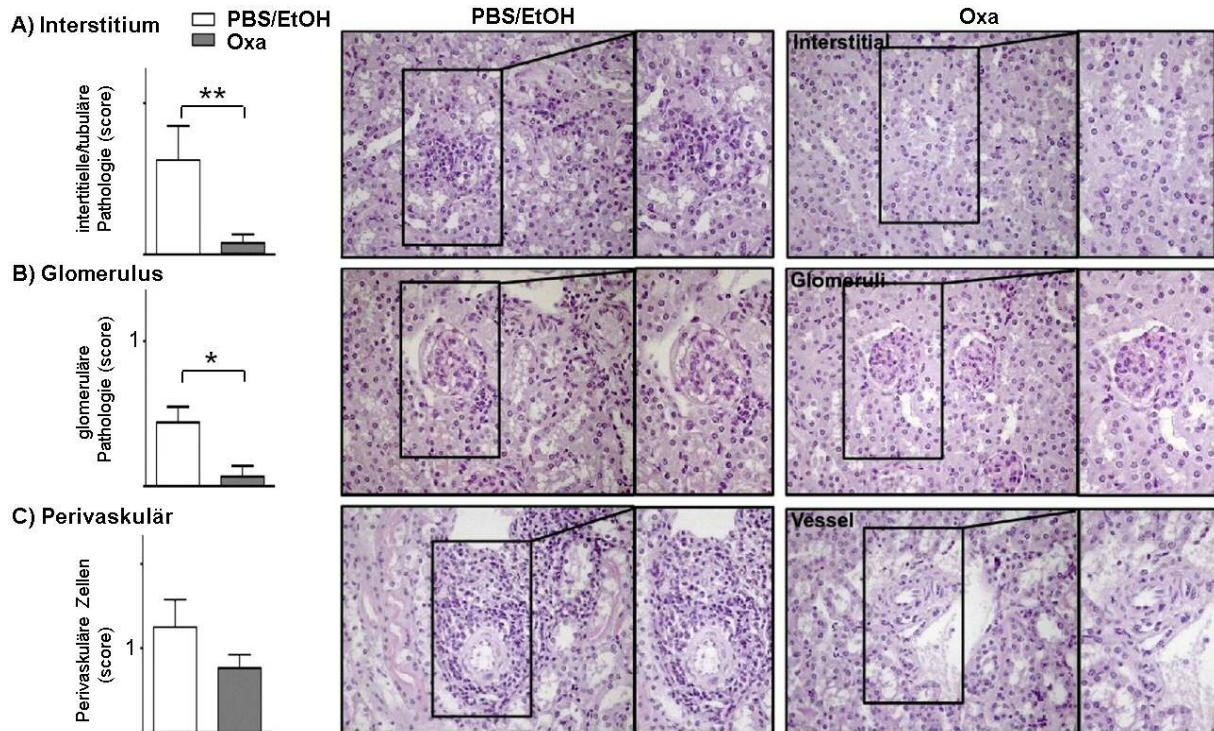 A) Interstitium
PBS/EtOH
Oxa
PBS/EtOH
Oxa
intertitielle/tubuläre
Pathologie (score)
**
Interstitial
B) Glomerulus
glomeruläre
Pathologie (score)
1
*
Glomeruli
C) Perivaskulär
Perivaskuläre Zellen
(score)
1
Vessel